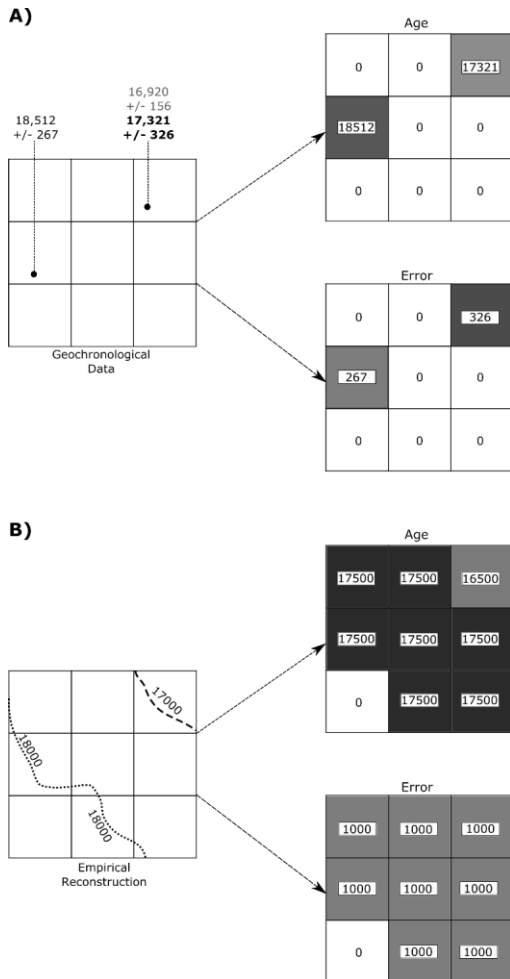 A)
Age
16,920
+/- 156
18,512
+/- 267
17,321
+/- 326
0 0 17321
18512 0 0
0 0 0
Geochronological
Data
Error
0 0 326
267 0 0
0 0 0
B)
Age
17500 17500 16500
17500 17500 17500
0 17500 17500
17000
18000
18000
Empirical
Reconstruction
Error
1000 1000 1000
1000 1000 1000
0 1000 1000